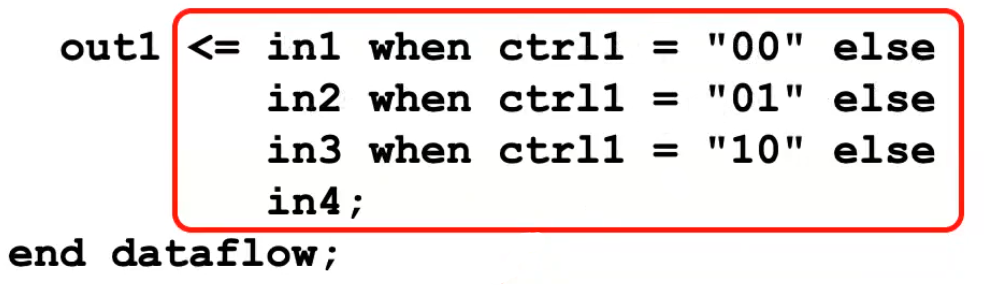 out1 <= in1 when ctrl1 = "00" else
in2 when ctrl1 = "01" else
in3 when ctrl1 = "10" else
in4;
end dataflow;